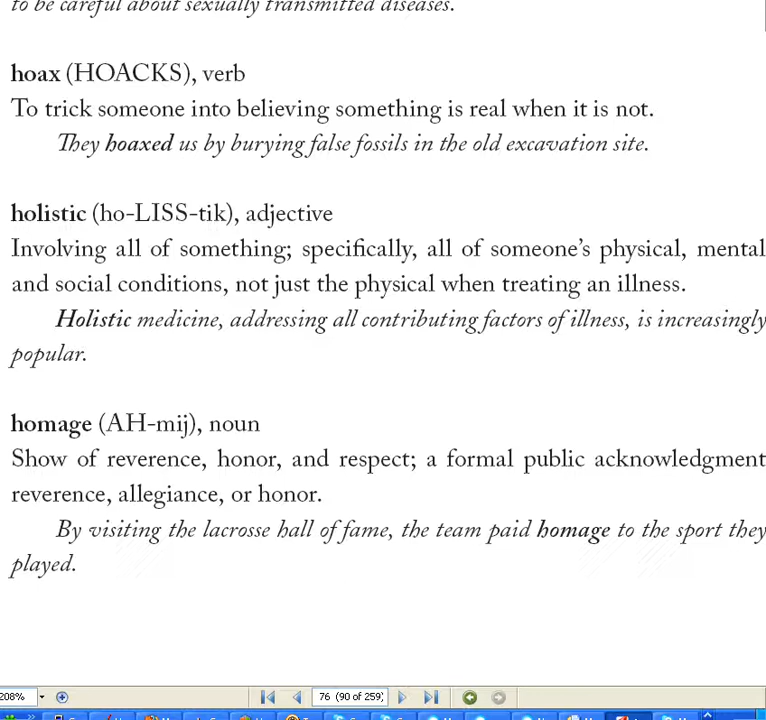 to be careful about sexually transmitted diseases.
hoax (HOACKS), verb
To trick someone into believing something is real when it is not.
They hoaxed us by burying false fossils in the old excavation site.
holistic (ho-LISS-tik), adjective
Involving all of something; specifically, all of someone's physical, mental
and social conditions, not just the physical when treating an illness.
Holistic medicine, addressing all contributing factors of illness, is increasingly
popular.
homage (AH-mij), noun
Show of reverence, honor, and respect; a formal public acknowledgment
reverence, allegiance, or honor.
By visiting the lacrosse hall of fame, the team paid homage to the sport they
played.
208% 76 (90 of 259)